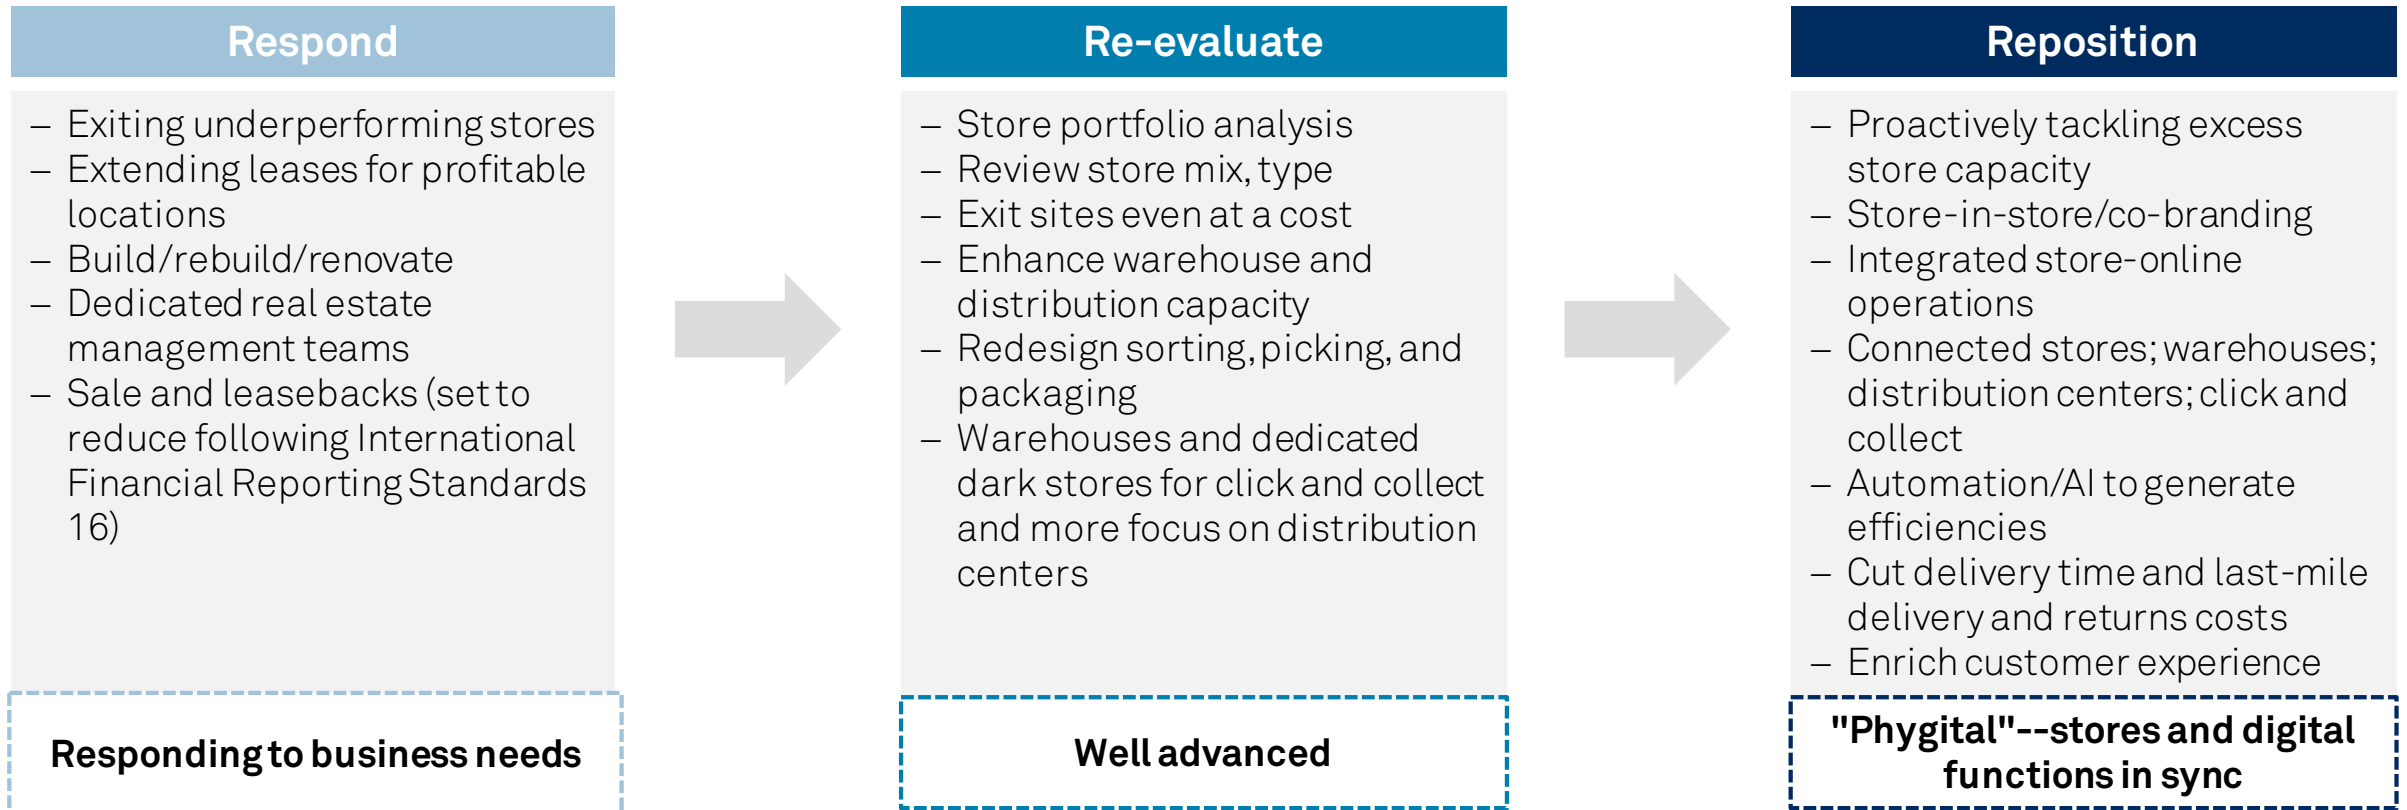 Respond
– Exiting underperforming stores
– Extending leases for profitable
locations
– Build/rebuild/renovate
– Dedicated real estate
management teams
– Sale and leasebacks (set to
reduce following International
Financial Reporting Standards
16)
Responding to business needs
Re-evaluate
– Store portfolio analysis
– Review store mix, type
– Exit sites even at a cost
– Enhance warehouse and
distribution capacity
– Redesign sorting, picking, and
packaging
– Warehouses and dedicated
dark stores for click and collect
and more focus on distribution
centers
Well advanced
Reposition
– Proactively tackling excess
store capacity
– Store-in-store/co-branding
– Integrated store-online
operations
– Connected stores; warehouses;
distribution centers; click and
collect
– Automation/AI to generate
efficiencies
– Cut delivery time and last-mile
delivery and returns costs
– Enrich customer experience
"Phygital"--stores and digital
functions in sync